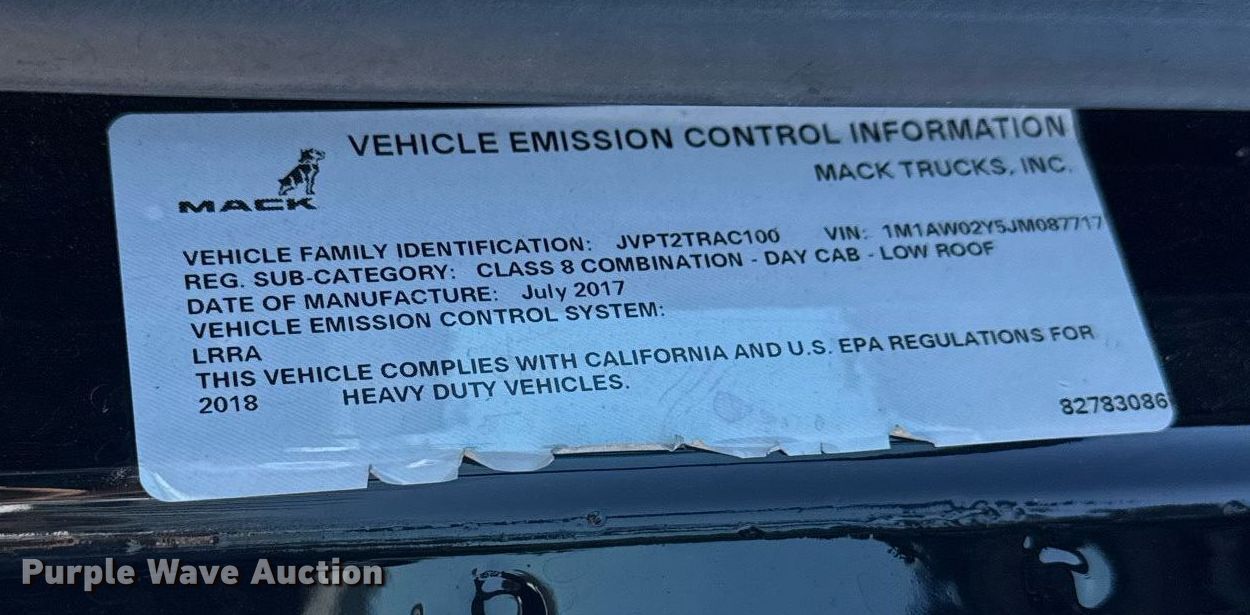 VEHICLE EMISSION CONTROL INFORMATION
MACK TRUCKS, INC.
MACK
VEHICLE FAMILY IDENTIFICATION: JVPT2TRAC100 VIN: 1M1AW02Y5JM087717
REG. SUB-CATEGORY: CLASS 8 COMBINATION - DAY CAB - LOW ROOF
DATE OF MANUFACTURE: July 2017
VEHICLE EMISSION CONTROL SYSTEM:
LRRA
THIS VEHICLE COMPLIES WITH CALIFORNIA AND U.S. EPA REGULATIONS FOR
2018 HEAVY DUTY VEHICLES.
82783086
Purple Wave Auction